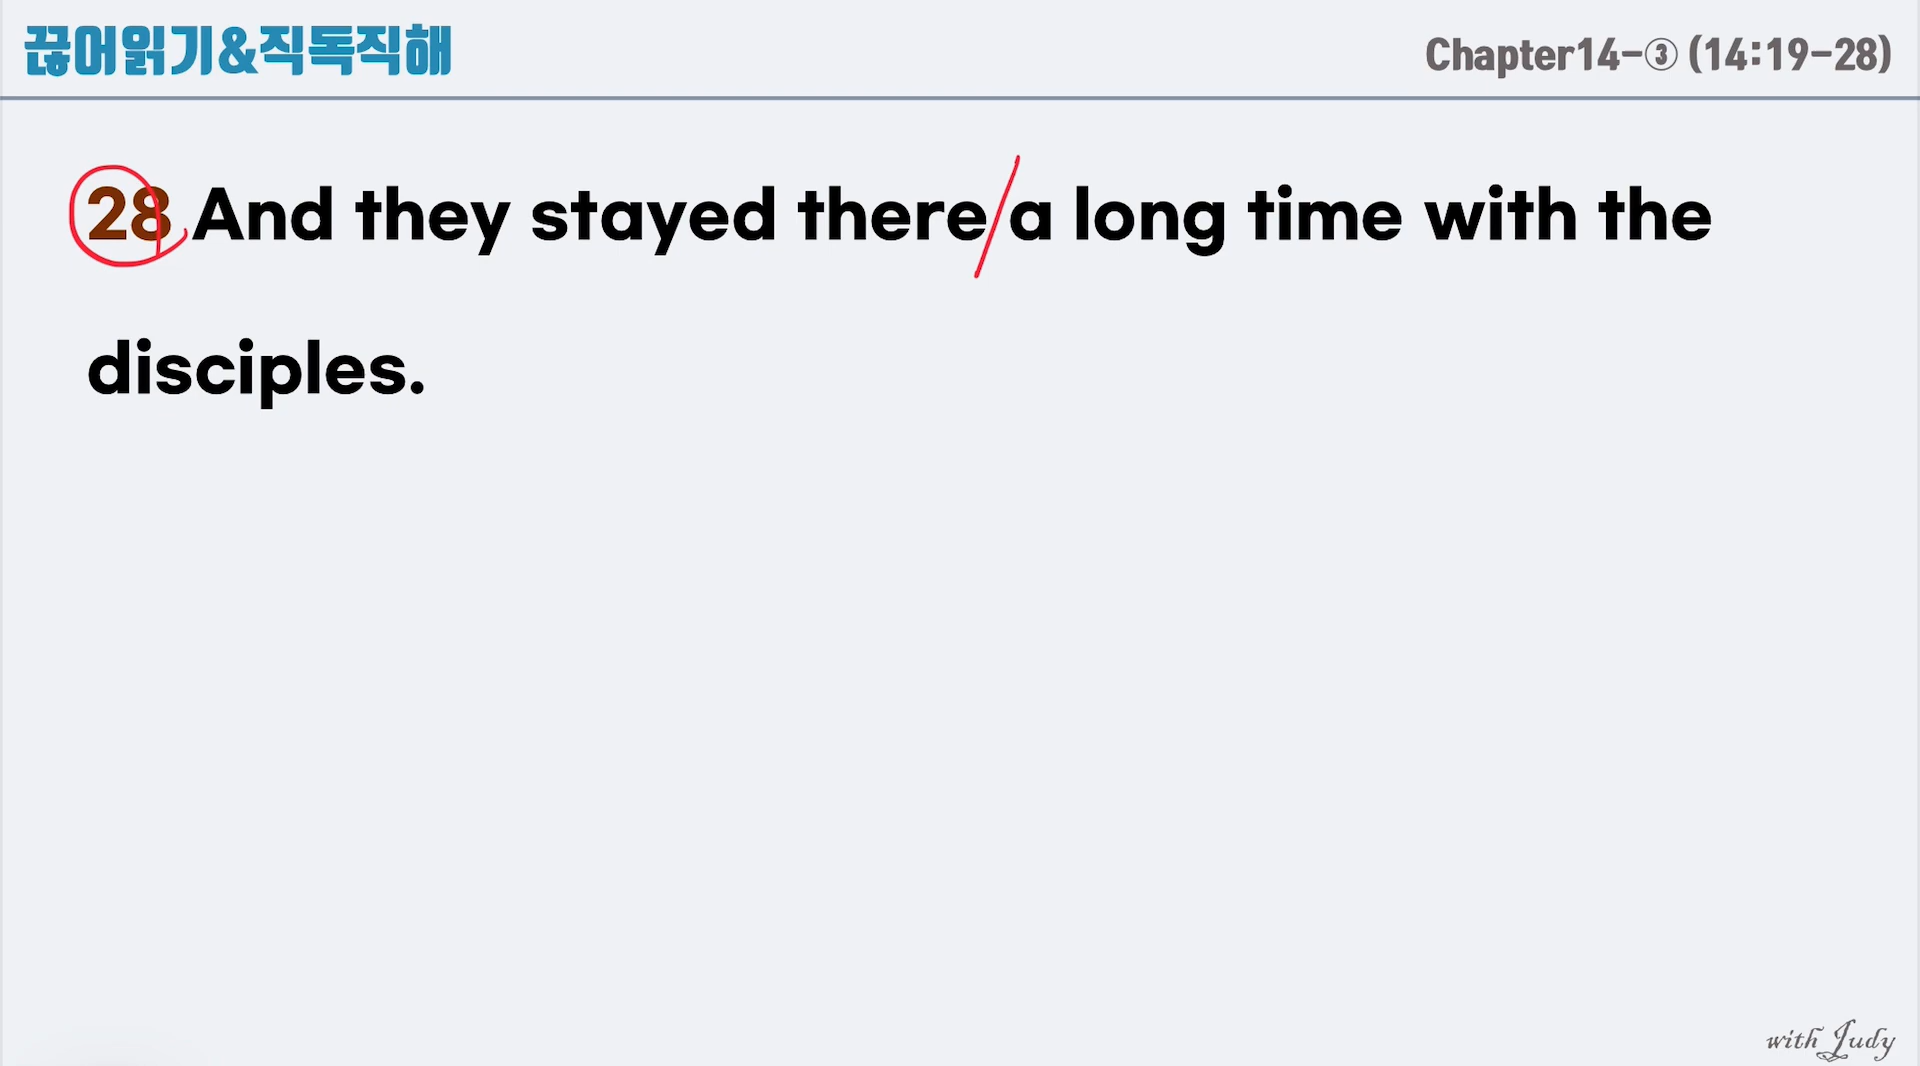 끊어읽기&직독직해
Chapter14-③ (14:19-28)
28 And they stayed there / a long time with the
disciples.
with Judy